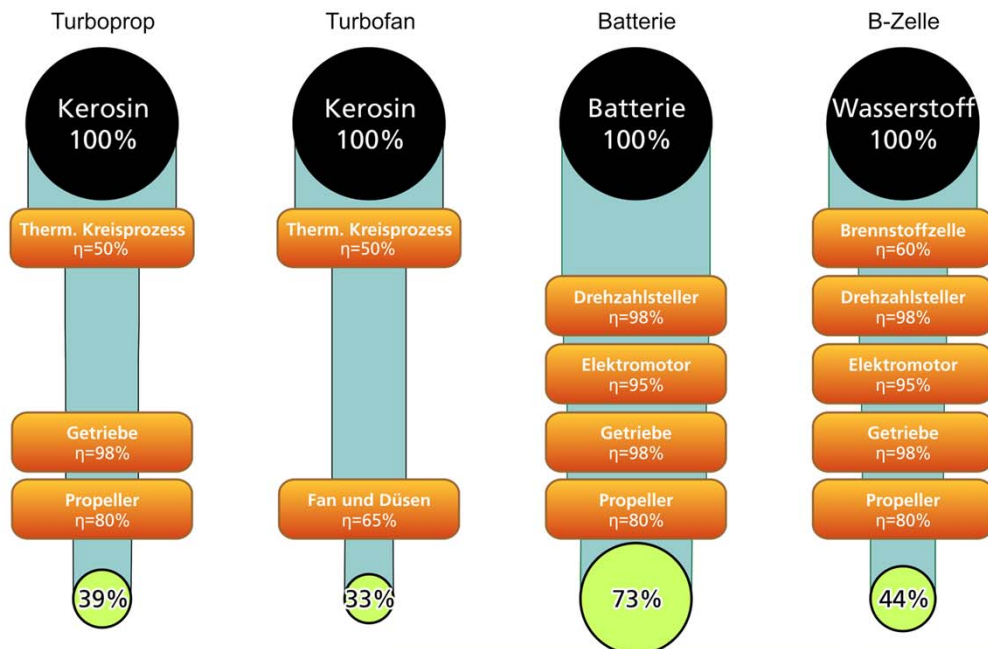 Turboprop
Kerosin
100%
Therm. Kreisprozess
η=50%
Getriebe
η=98%
Propeller
η=80%
39%
Turbofan
Kerosin
100%
Therm. Kreisprozess
η=50%
Fan und Düsen
η=65%
33%
Batterie
Batterie
100%
Drehzahlsteller
η=98%
Elektromotor
η=95%
Getriebe
η=98%
Propeller
η=80%
73%
B-Zelle
Wasserstoff
100%
Brennstoffzelle
η=60%
Drehzahlsteller
η=98%
Elektromotor
η=95%
Getriebe
η=98%
Propeller
η=80%
44%